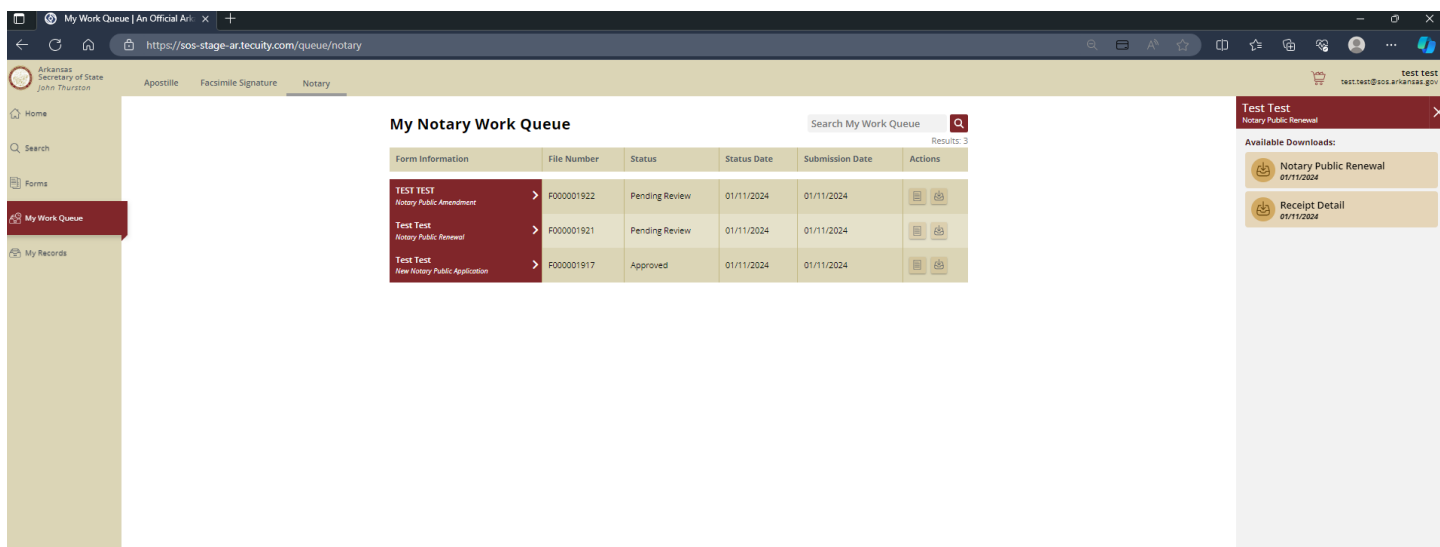 My Work Queue | An Official Ark
https://sos-stage-ar.tecuity.com/queue/notary
Arkansas
Secretary of State
John Thurston
Apostille Facsimile Signature Notary
test test
test.test@sos.arkansas.gov
Home
Search
Forms
My Work Queue
My Records
My Notary Work Queue
Search My Work Queue
Results: 3
Form Information File Number Status Status Date Submission Date Actions
TEST TEST
Notary Public Amendment
F000001922 Pending Review 01/11/2024 01/11/2024
Test Test
Notary Public Renewal
F000001921 Pending Review 01/11/2024 01/11/2024
Test Test
New Notary Public Application
F000001917 Approved 01/11/2024 01/11/2024
Test Test
Notary Public Renewal
Available Downloads:
Notary Public Renewal
01/11/2024
Receipt Detail
01/11/2024